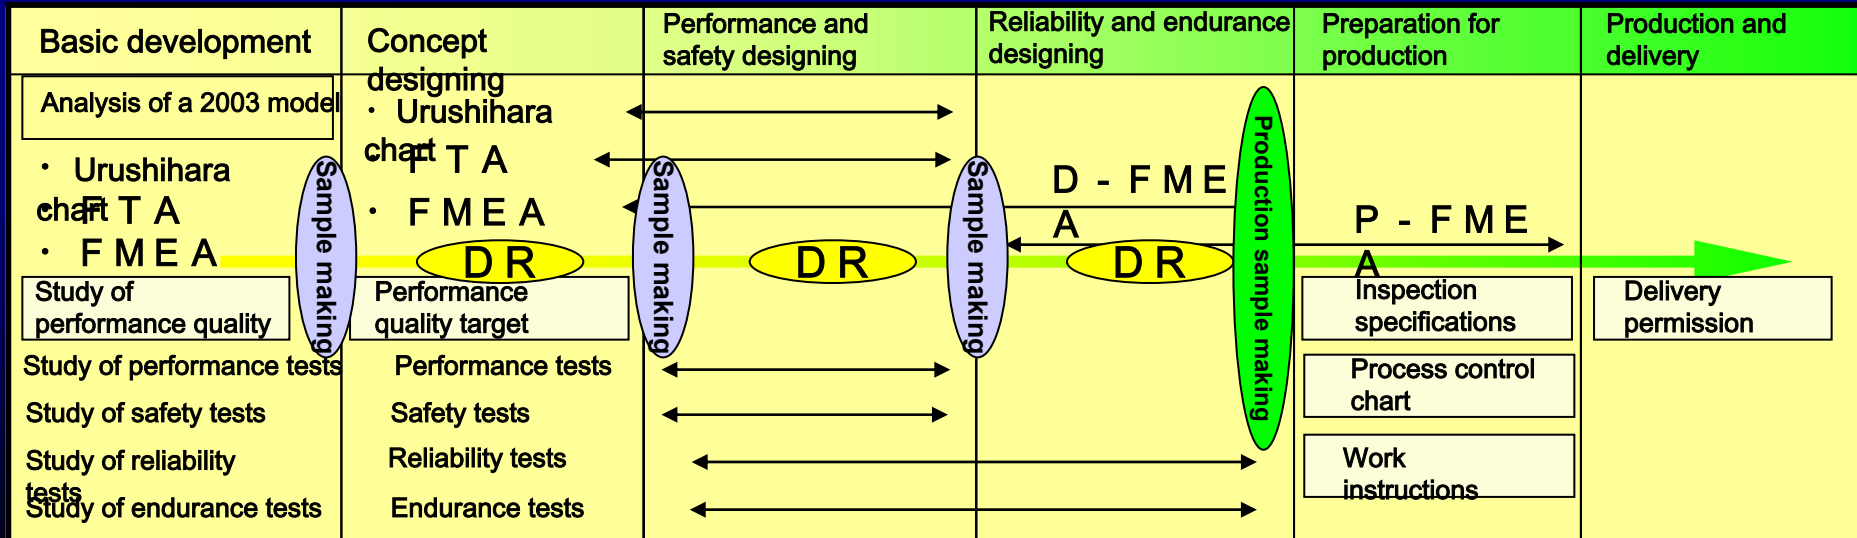 Basic development
Concept
designing
Performance and
safety designing
Reliability and endurance
designing
Preparation for
production
Production and
delivery
Analysis of a 2003 model
・ Urushihara
chart
・ F T A
・ F M E A
Study of
performance quality
Study of performance tests
Study of safety tests
Study of reliability
tests
Study of endurance tests
Sample making
・ Urushihara
chart
・ F T A
・ F M E A
D R
Performance
quality target
Performance tests
Safety tests
Reliability tests
Endurance tests
Sample making
D R
Sample making
D - F M E
A
D R
Production sample making
P - F M E
A
Inspection
specifications
Process control
chart
Work
instructions
Delivery
permission